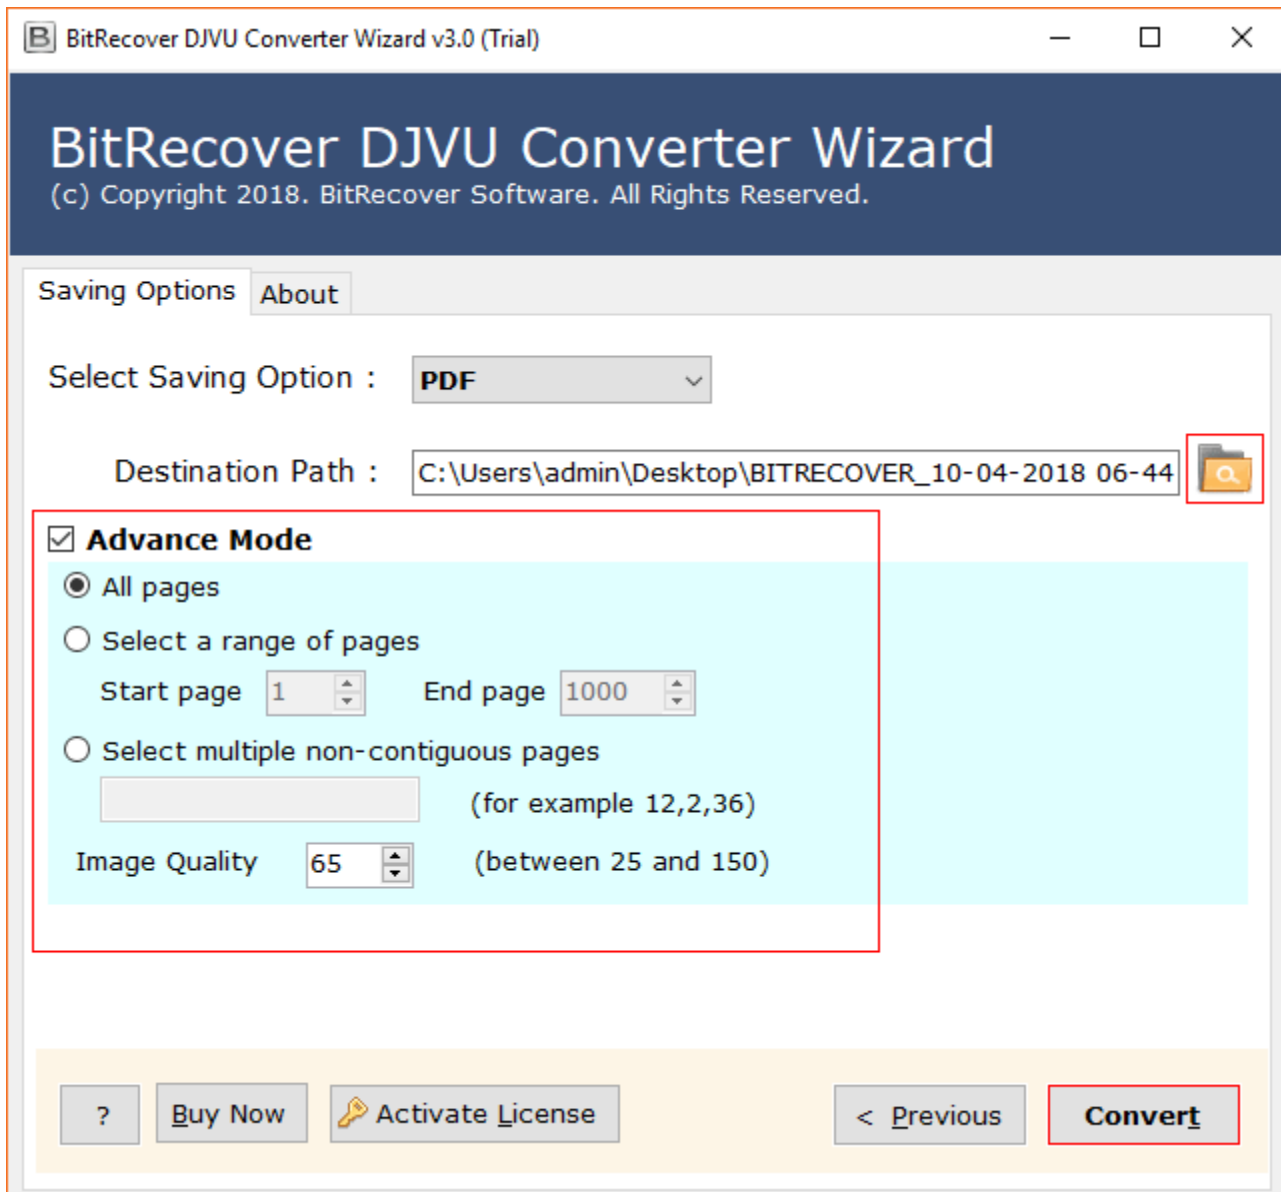 BitRecover DJVU Converter Wizard v3.0 (Trial)
BitRecover DJVU Converter Wizard
(c) Copyright 2018. BitRecover Software. All Rights Reserved.
Saving Options About
Select Saving Option : PDF
Destination Path : C:\Users\admin\Desktop\BITRECOVER_10-04-2018 06-44
Advance Mode
All pages
Select a range of pages
Start page 1 End page 1000
Select multiple non-contiguous pages
(for example 12,2,36)
Image Quality 65 (between 25 and 150)
? Buy Now Activate License < Previous Convert